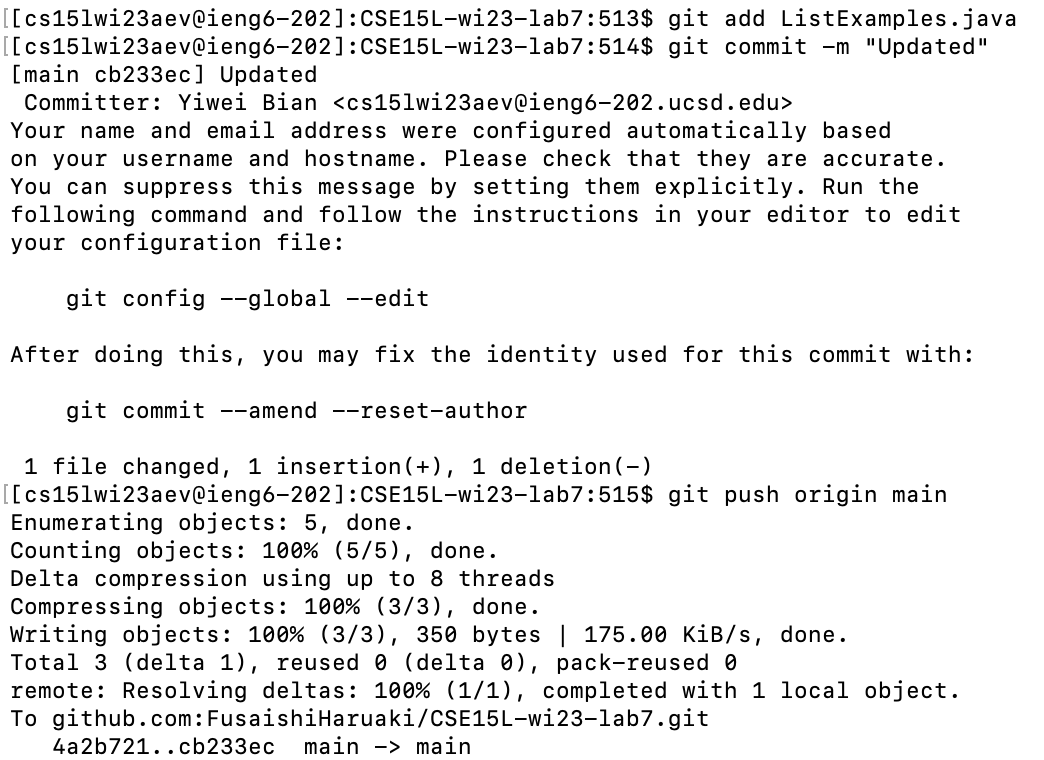 [[cs15lwi23aev@ieng6-202]:CSE15L-wi23-lab7:513$ git add ListExamples.java
[[cs15lwi23aev@ieng6-202]:CSE15L-wi23-lab7:514$ git commit -m "Updated"
[main cb233ec] Updated
 Committer: Yiwei Bian <cs15lwi23aev@ieng6-202.ucsd.edu>
Your name and email address were configured automatically based
on your username and hostname. Please check that they are accurate.
You can suppress this message by setting them explicitly. Run the
following command and follow the instructions in your editor to edit
your configuration file:

    git config --global --edit

After doing this, you may fix the identity used for this commit with:

    git commit --amend --reset-author

 1 file changed, 1 insertion(+), 1 deletion(-)
[[cs15lwi23aev@ieng6-202]:CSE15L-wi23-lab7:515$ git push origin main
Enumerating objects: 5, done.
Counting objects: 100% (5/5), done.
Delta compression using up to 8 threads
Compressing objects: 100% (3/3), done.
Writing objects: 100% (3/3), 350 bytes | 175.00 KiB/s, done.
Total 3 (delta 1), reused 0 (delta 0), pack-reused 0
remote: Resolving deltas: 100% (1/1), completed with 1 local object.
To github.com:FusaishiHaruaki/CSE15L-wi23-lab7.git
   4a2b721..cb233ec  main -> main